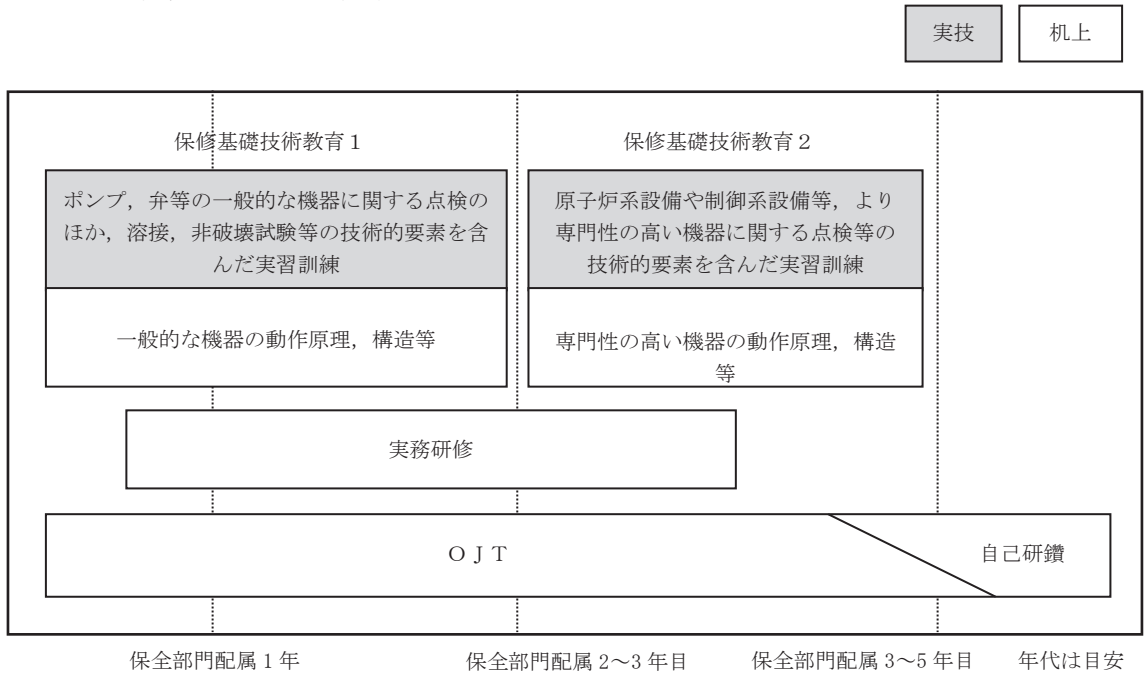 実技
机上
保修基礎技術教育1
保修基礎技術教育2
ポンプ,弁等の一般的な機器に関する点検の
ほか,溶接,非破壊試験等の技術的要素を含
んだ実習訓練
原子炉系設備や制御系設備等,より
専門性の高い機器に関する点検等の
技術的要素を含んだ実習訓練
一般的な機器の動作原理,構造等
専門性の高い機器の動作原理,構造
等
実務研修
OJT
自己研鑽
保全部門配属1年
保全部門配属2~3年目
保全部門配属3~5年目
年代は目安